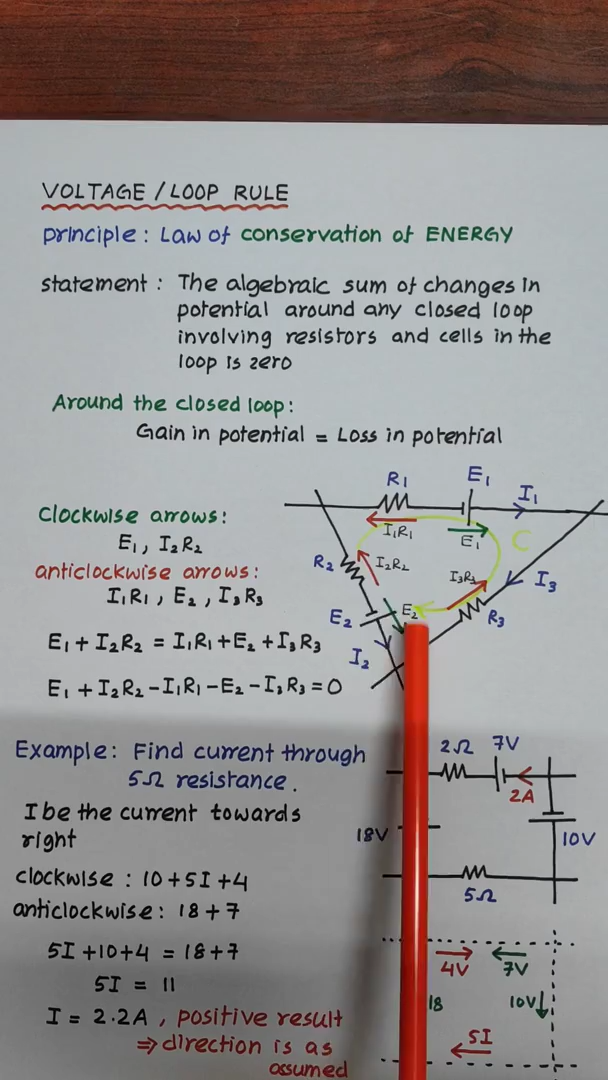 VOLTAGE / LOOP RULE
principle : Law of conservation of ENERGY
statement : The algebraic sum of changes in
potential around any closed loop
involving resistors and cells in the
loop is zero
Around the closed loop:
Gain in potential = Loss in potential
clockwise arrows:
E₁, I₂R₂
anticlockwise arrows:
I₁R₁, E₂, I₃R₃
E₁ + I₂R₂ = I₁R₁ + E₂ + I₃R₃
E₁ + I₂R₂ - I₁R₁ - E₂ - I₃R₃ = 0
R₁
E₁
I₁
I₁R₁
E₁
C
R₂
I₂R₂
I₃R₃
I₃
E₂
E₂
R₃
I₂
Example: Find current through
5Ω resistance.
I be the current towards
right
clockwise : 10 + 5I + 4
anticlockwise : 18 + 7
5I + 10 + 4 = 18 + 7
5I = 11
I = 2.2A, positive result
⇒ direction is as
assumed
2Ω
7V
2A
18V
10V
5Ω
4V
7V
18
10V
5I